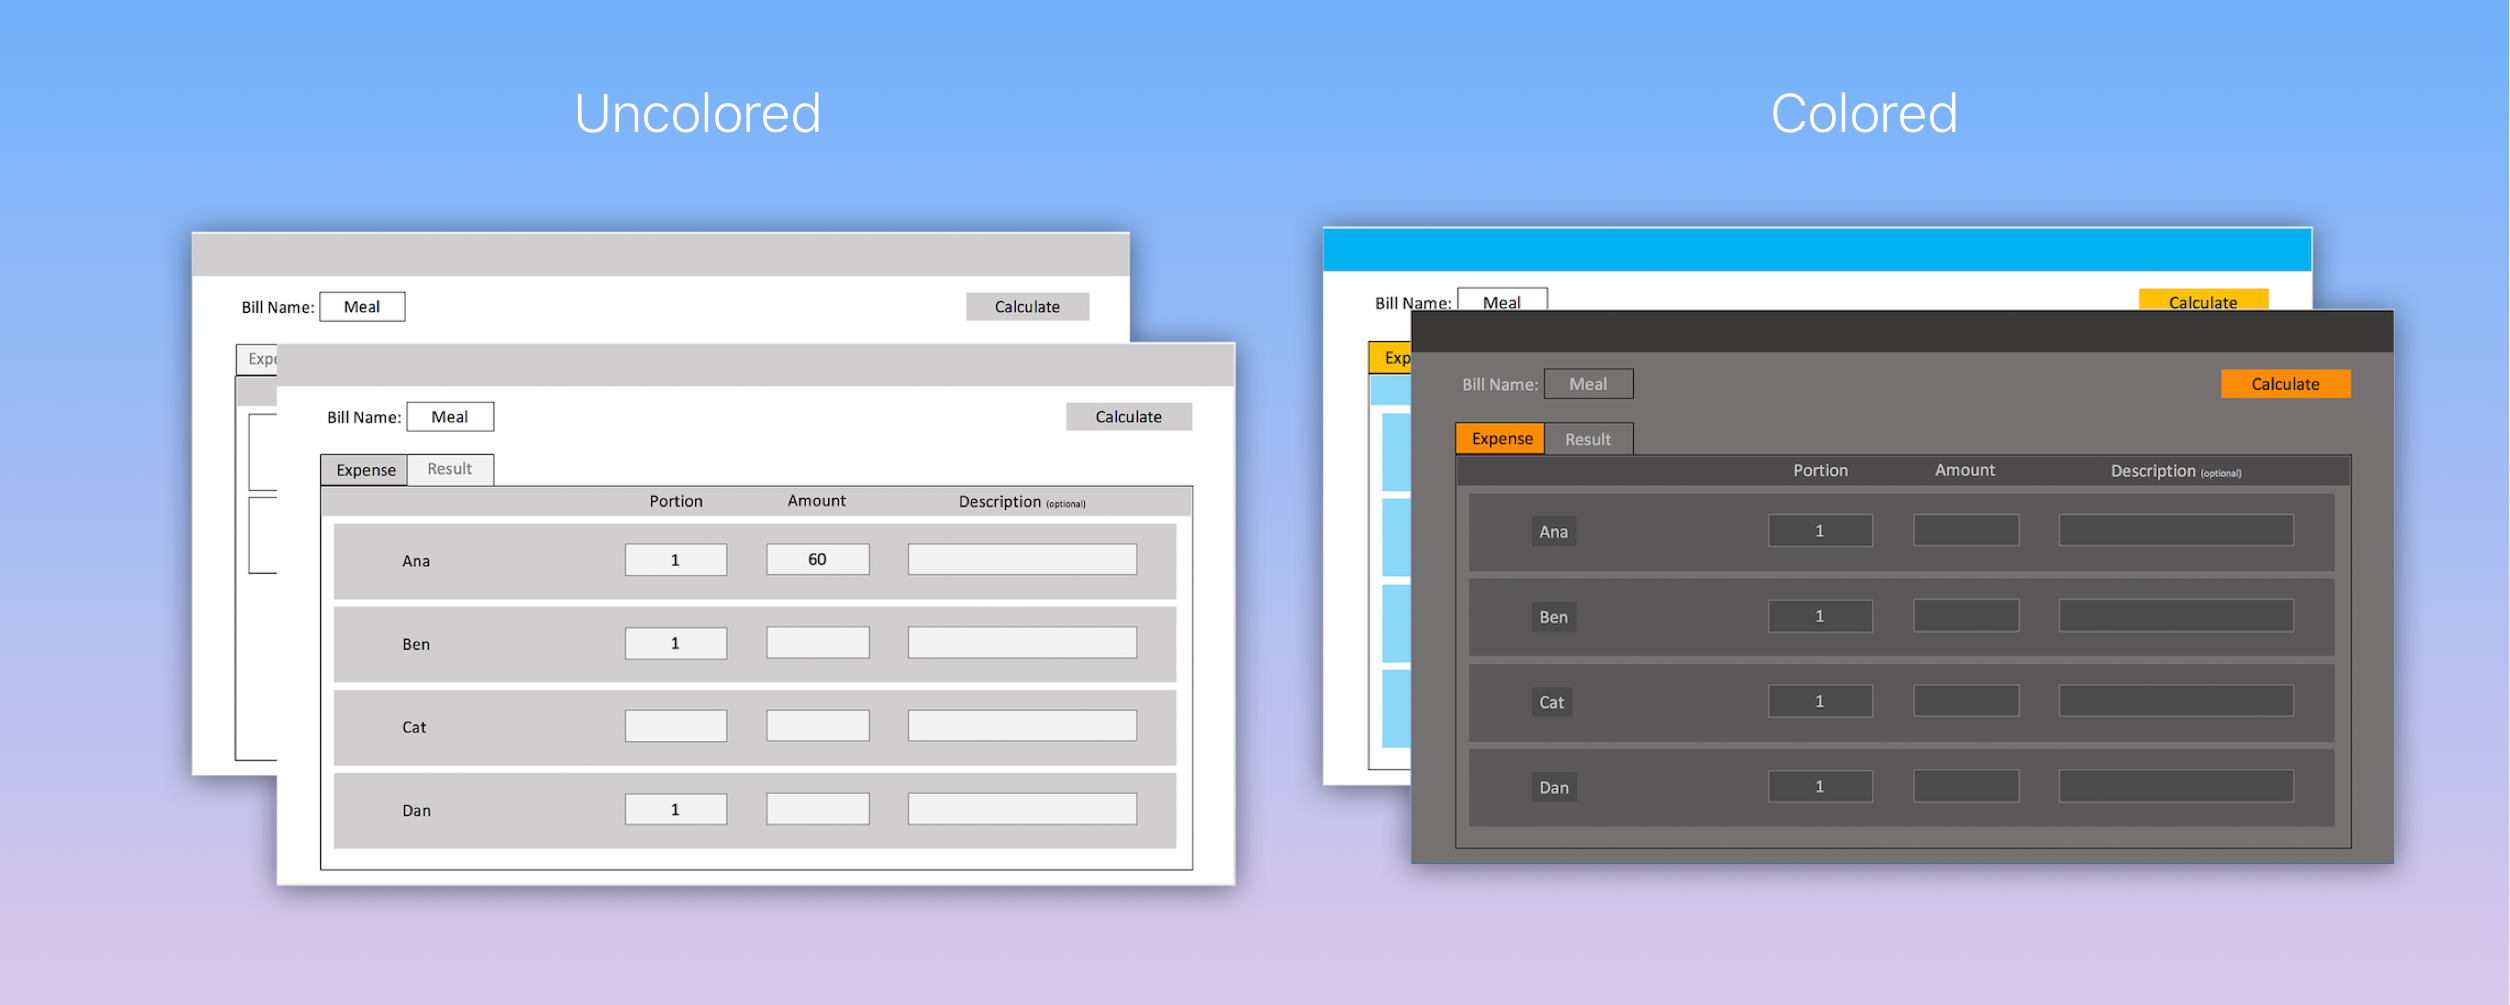 Uncolored
Bill Name: Meal Calculate
Expe
Bill Name: Meal Calculate
Expense Result
Portion Amount Description (optional)
Ana 1 60
Ben 1
Cat
Dan 1
Colored
Bill Name: Meal Calculate
Exp
Bill Name: Meal Calculate
Expense Result
Portion Amount Description (optional)
Ana 1
Ben 1
Cat 1
Dan 1